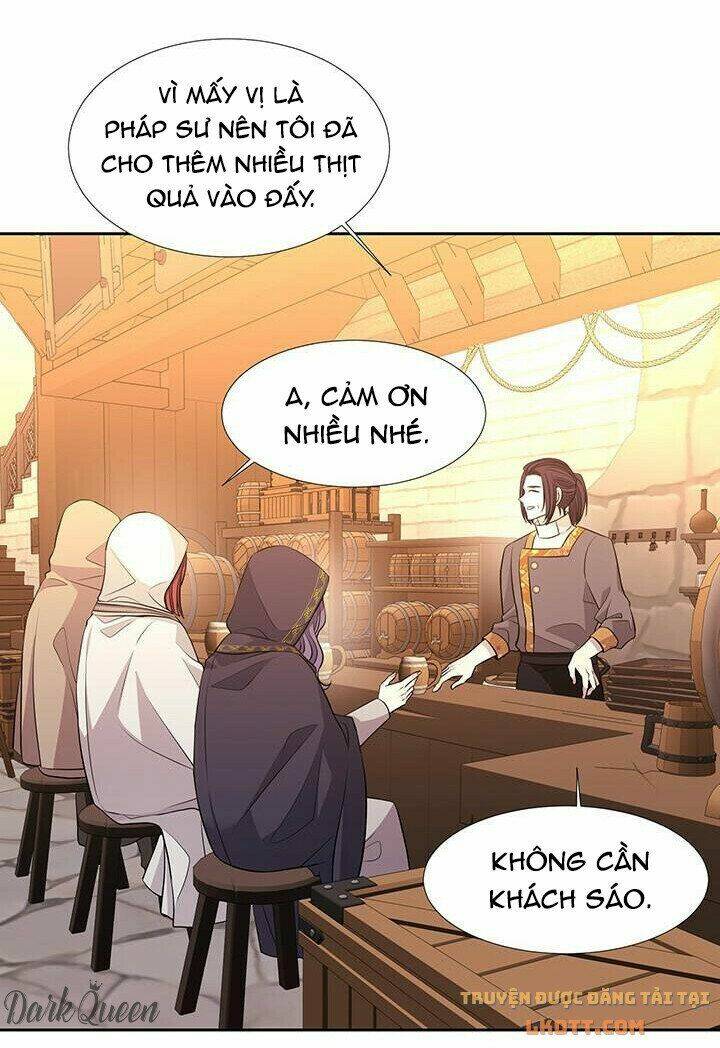 VÌ MẤY VỊ LÀ
PHÁP SƯ NÊN TÔI ĐÃ
CHO THÊM NHIỀU THỊT
QUẢ VÀO ĐẤY.
A, CẢM ƠN
NHIỀU NHÉ.
KHÔNG CẦN
KHÁCH SÁO.
DarkQueen
TRUYỆN ĐƯỢC ĐĂNG TẢI TẠI
LKDTT.COM